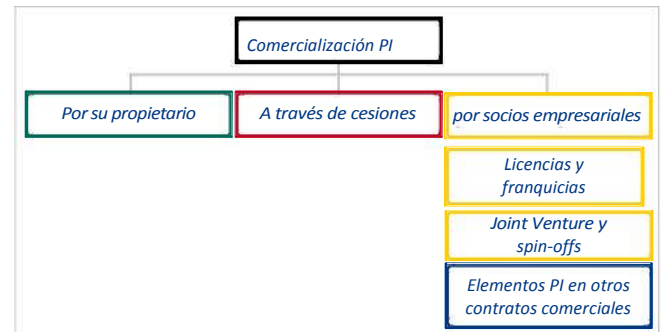 Comercialización PI
Por su propietario
A través de cesiones
por socios empresariales
Licencias y
franquicias
Joint Venture y
spin-offs
Elementos PI en otros
contratos comerciales